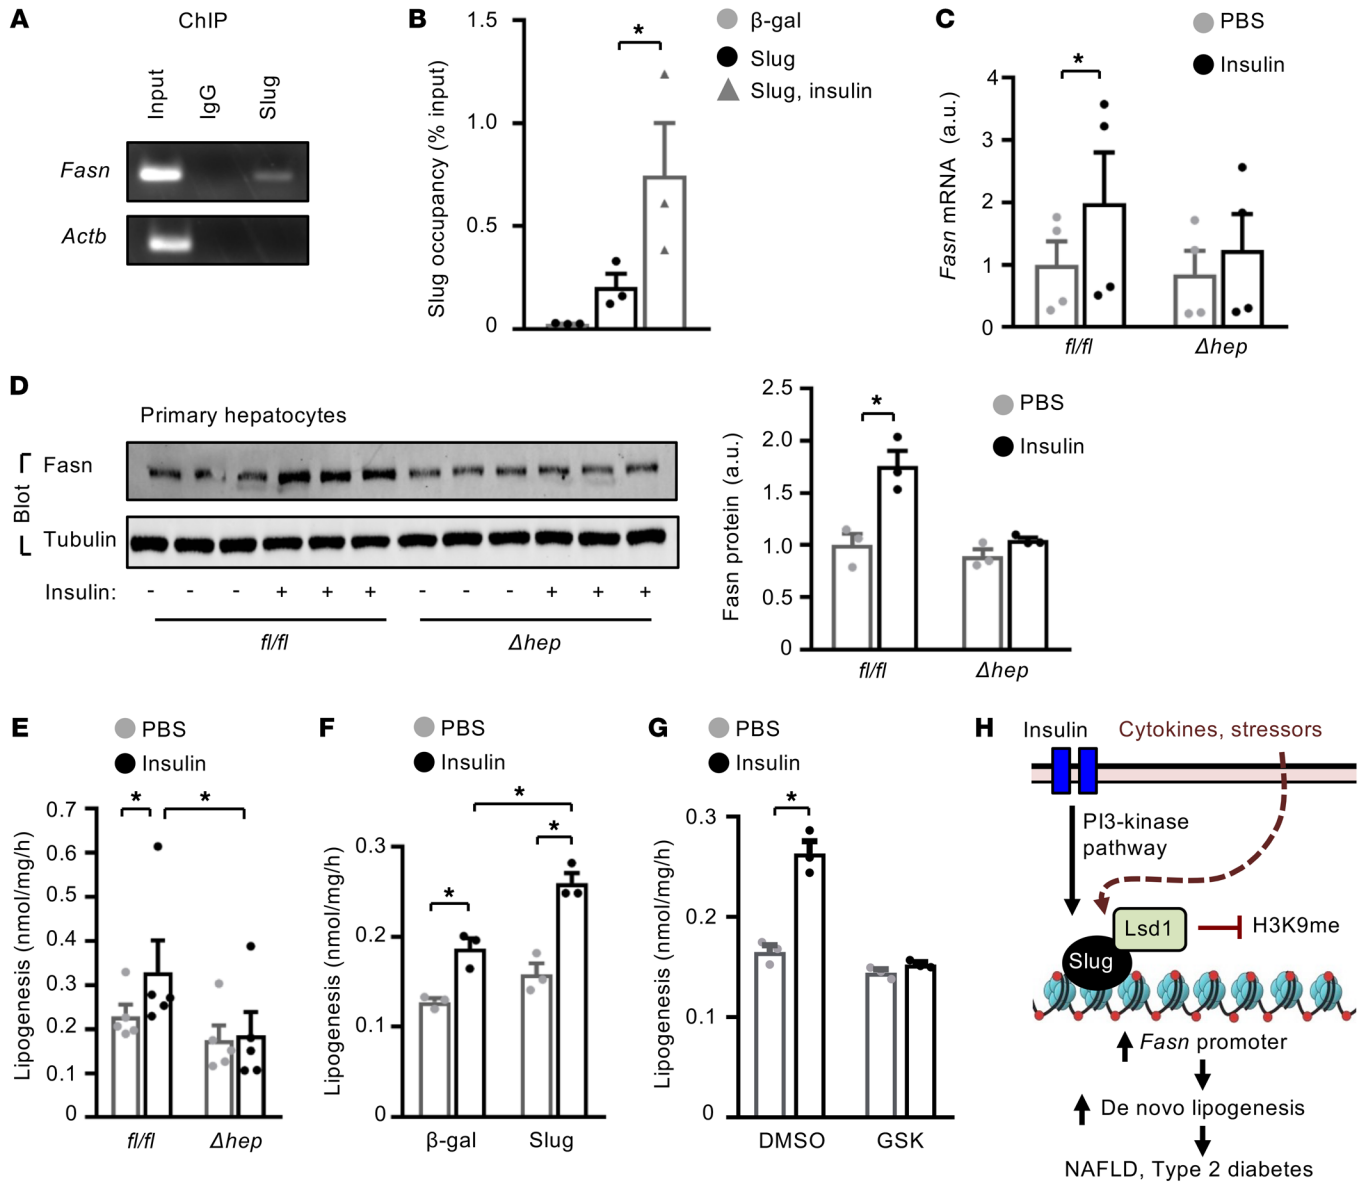 A
ChIP
Input
IgG
Slug
Fasn
Actb
B
Slug occupancy (% input)
1.5
1.0
0.5
0
*
β-gal
Slug
Slug, insulin
C
PBS
Insulin
Fasn mRNA (a.u.)
4
3
2
1
0
*
fl/fl
Δhep
D
Primary hepatocytes
Blot
Fasn
Tubulin
Insulin: - - - + + + - - - + + +
fl/fl
Δhep
Fasn protein (a.u.)
2.5
2.0
1.5
1.0
0.5
0
*
PBS
Insulin
fl/fl
Δhep
E
PBS
Insulin
Lipogenesis (nmol/mg/h)
0.7
0.6
0.5
0.4
0.3
0.2
0.1
0
* *
fl/fl
Δhep
F
PBS
Insulin
Lipogenesis (nmol/mg/h)
0.3
0.2
0.1
0
*
*
*
β-gal
Slug
G
PBS
Insulin
Lipogenesis (nmol/mg/h)
0.3
0.2
0.1
0
*
DMSO
GSK
H
Insulin
Cytokines, stressors
PI3-kinase
pathway
Lsd1
H3K9me
Slug
Fasn promoter
De novo lipogenesis
NAFLD, Type 2 diabetes